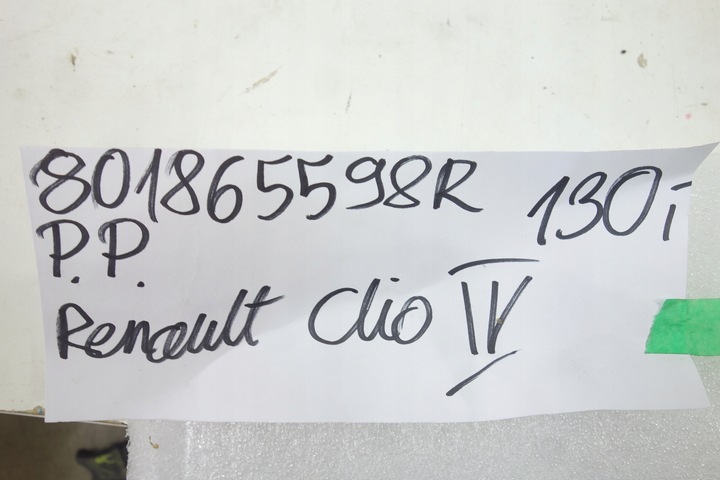 801865598R 130i
P.P.
Renault Clio IV